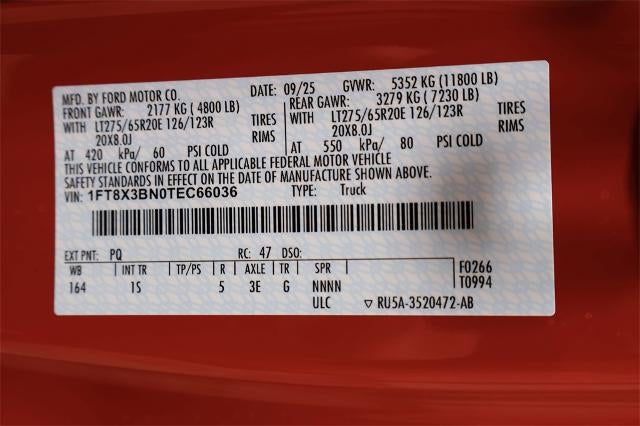 MFD. BY FORD MOTOR CO. DATE: 09/25 GVWR: 5352 KG (11800 LB)
FRONT GAWR: 2177 KG (4800 LB) REAR GAWR: 3279 KG (7230 LB)
WITH LT275/65R20E 126/123R TIRES WITH LT275/65R20E 126/123R TIRES
20X8.0J RIMS 20X8.0J RIMS
AT 420 kPa/ 60 PSI COLD AT 550 kPa/ 80 PSI COLD
THIS VEHICLE CONFORMS TO ALL APPLICABLE FEDERAL MOTOR VEHICLE
SAFETY STANDARDS IN EFFECT ON THE DATE OF MANUFACTURE SHOWN ABOVE.
VIN: 1FT8X3BN0TEC66036 TYPE: Truck
EXT PNT: PQ RC: 47 DSO:
WB INT TR TP/PS R AXLE TR SPR F0266
164 1S 5 3E G NNNN T0994
ULC ▽ RU5A-3520472-AB